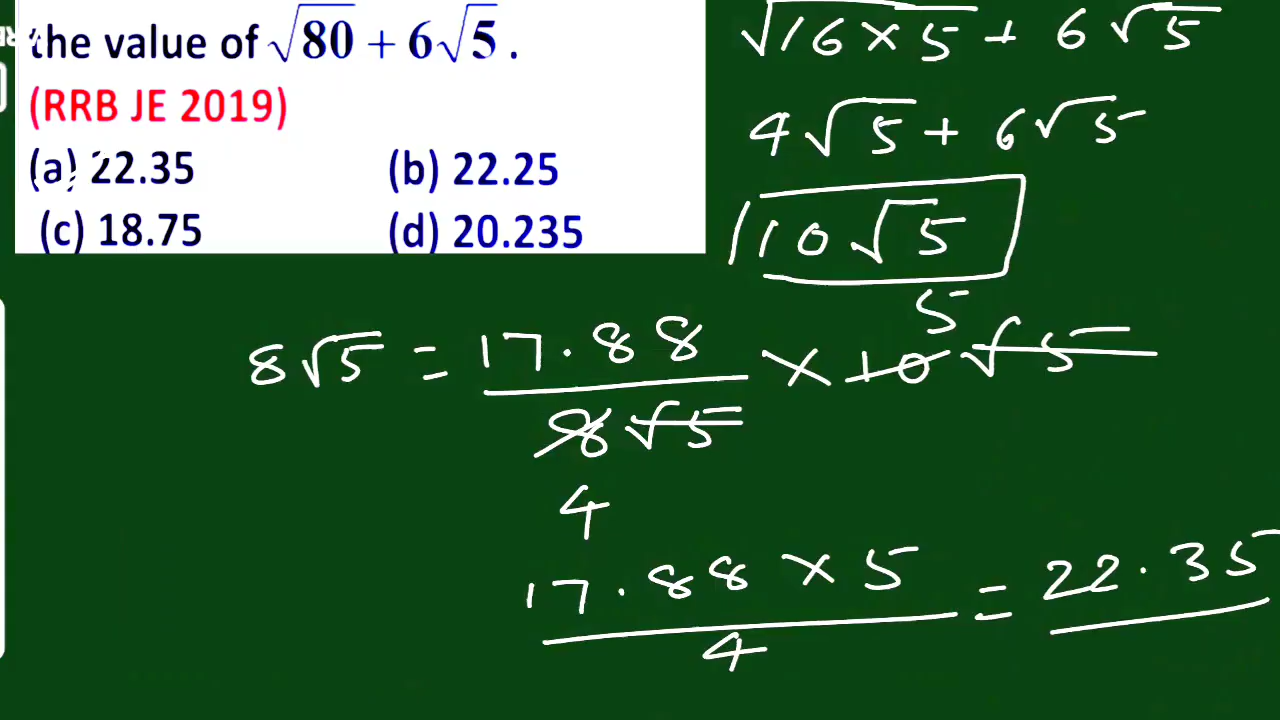 the value of √80 + 6√5 .
(RRB JE 2019)
(a) 22.35 (b) 22.25
(c) 18.75 (d) 20.235
√16 × 5 + 6 √5
4 √5 + 6 √5
10 √5
8 √5 = 17.88 / 8 √5 × 10 √5
5
4
17.88 × 5 / 4 = 22.35